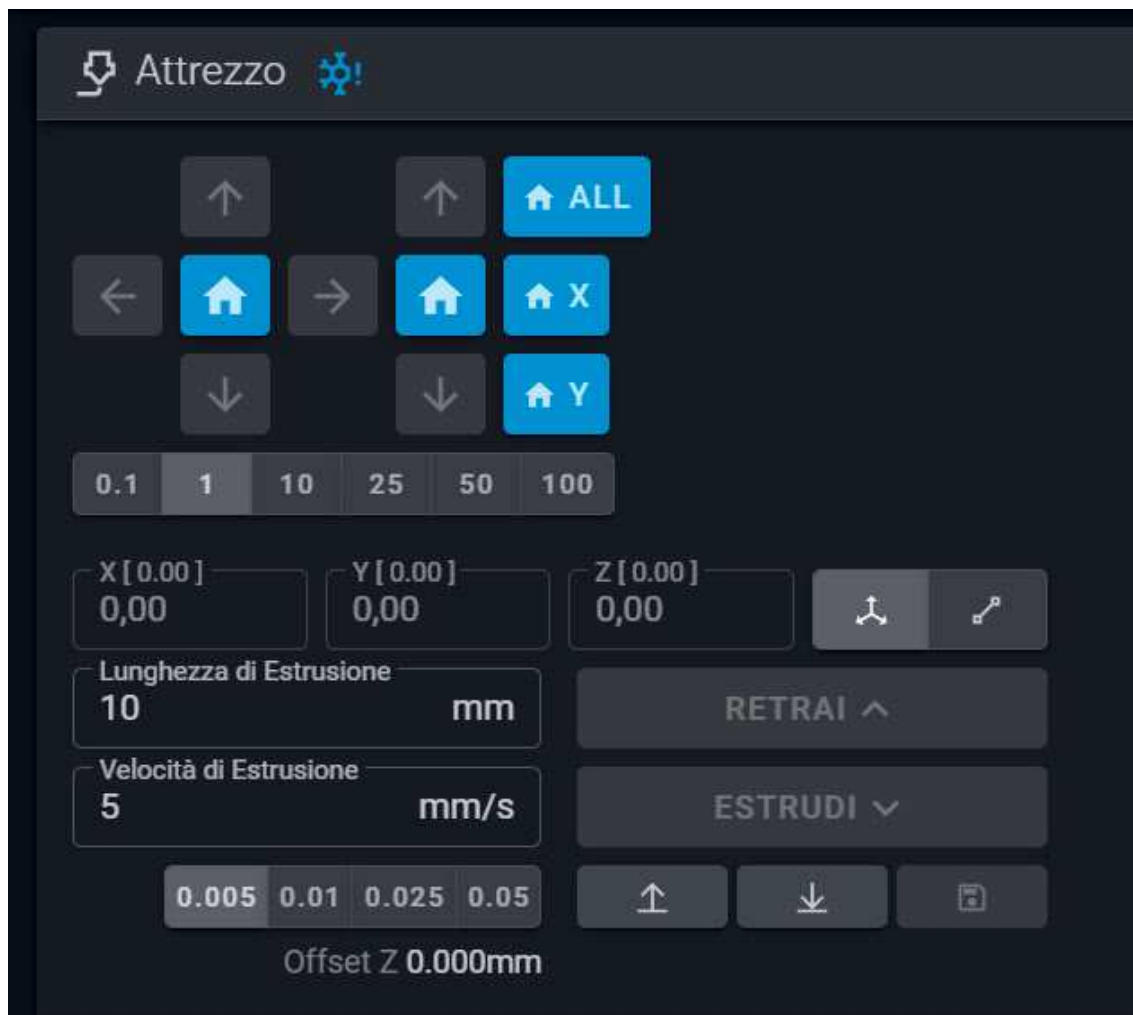 Attrezzo
ALL
X
Y
0.1 1 10 25 50 100
X [ 0.00 ] Y [ 0.00 ] Z [ 0.00 ]
0,00 0,00 0,00
Lunghezza di Estrusione
10 mm RETRAI
Velocità di Estrusione
5 mm/s ESTRUDI
0.005 0.01 0.025 0.05
Offset Z 0.000mm